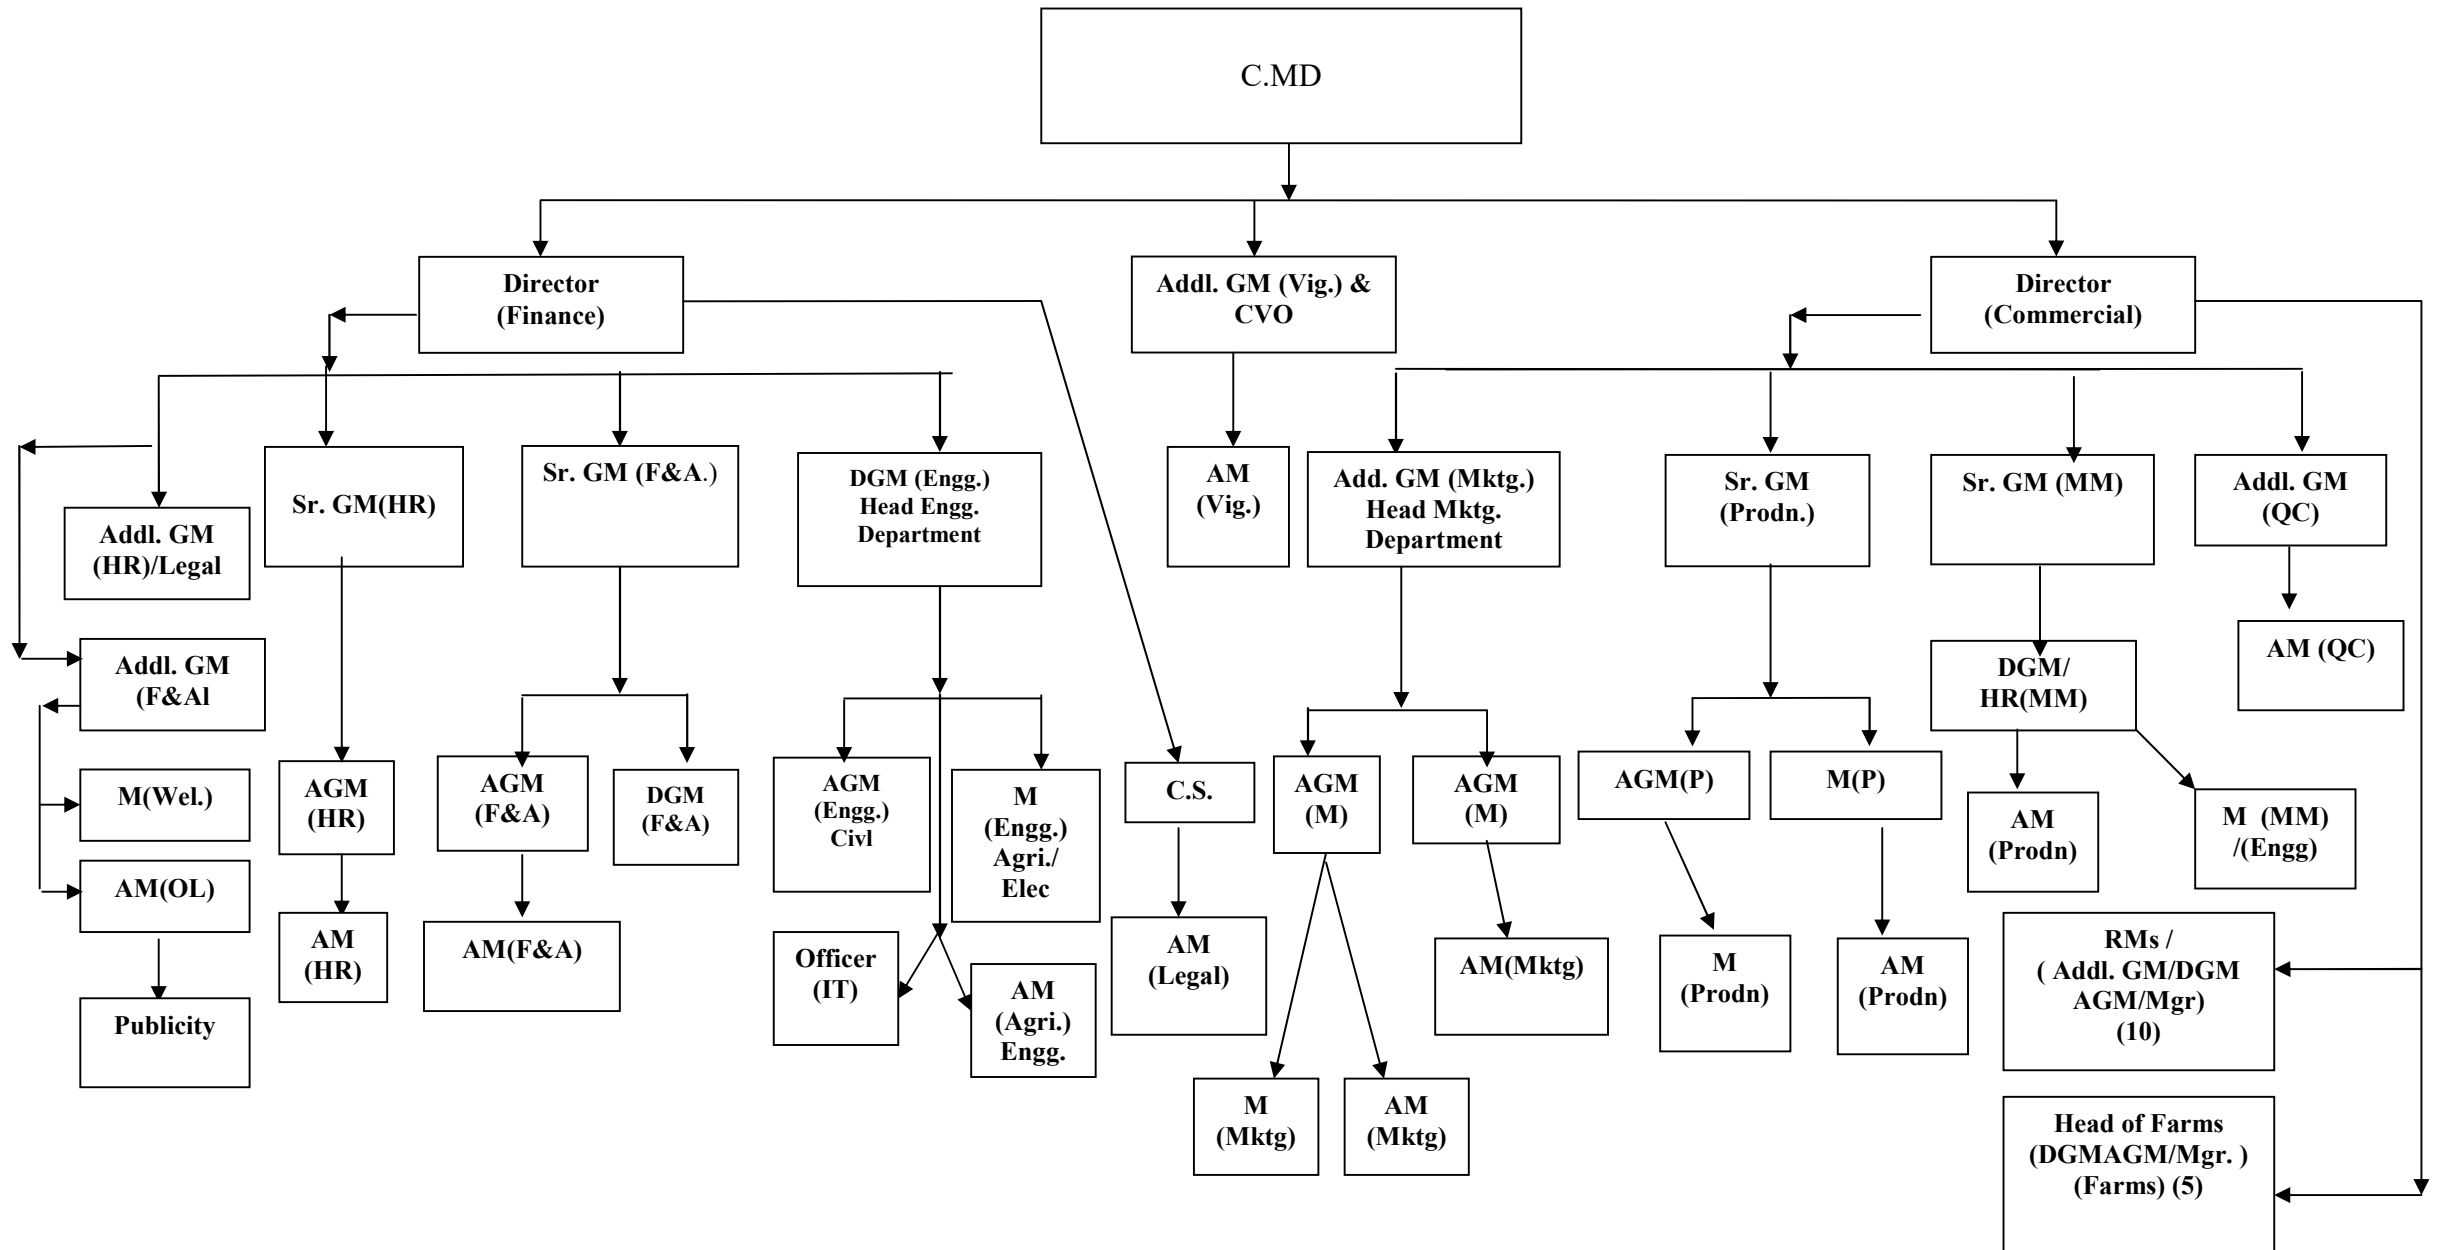 C.MD
Director
(Finance)
Addl. GM (Vig.) &
CVO
Director
(Commercial)
Addl. GM
(HR)/Legal
Sr. GM(HR)
Sr. GM (F&A.)
DGM (Engg.)
Head Engg.
Department
AM
(Vig.)
Add. GM (Mktg.)
Head Mktg.
Department
Sr. GM
(Prodn.)
Sr. GM (MM)
Addl. GM
(QC)
Addl. GM
(F&Al
DGM/
HR(MM)
AM (QC)
M(Wel.)
AGM
(HR)
AGM
(F&A)
DGM
(F&A)
AGM
(Engg.)
Civl
M
(Engg.)
Agri./
Elec
C.S.
AGM
(M)
AGM
(M)
AGM(P)
M(P)
AM
(Prodn)
M (MM)
/(Engg)
AM(OL)
AM
(HR)
AM(F&A)
Officer
(IT)
AM
(Agri.)
Engg.
AM
(Legal)
AM(Mktg)
M
(Prodn)
AM
(Prodn)
RMs /
( Addl. GM/DGM
AGM/Mgr)
(10)
Publicity
M
(Mktg)
AM
(Mktg)
Head of Farms
(DGMAGM/Mgr. )
(Farms) (5)